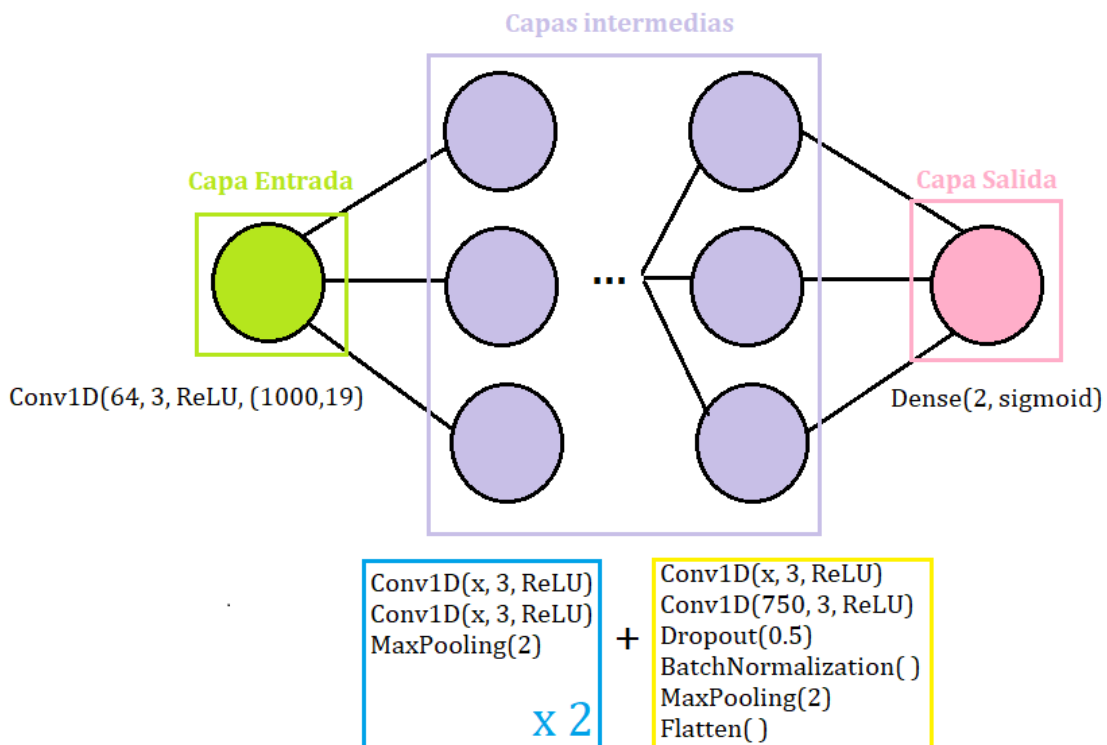 Capas intermedias
Capa Entrada
Capa Salida
...
Conv1D(64, 3, ReLU, (1000,19)
Dense(2, sigmoid)
Conv1D(x, 3, ReLU)
Conv1D(x, 3, ReLU)
MaxPooling(2)
x 2
+
Conv1D(x, 3, ReLU)
Conv1D(750, 3, ReLU)
Dropout(0.5)
BatchNormalization( )
MaxPooling(2)
Flatten( )